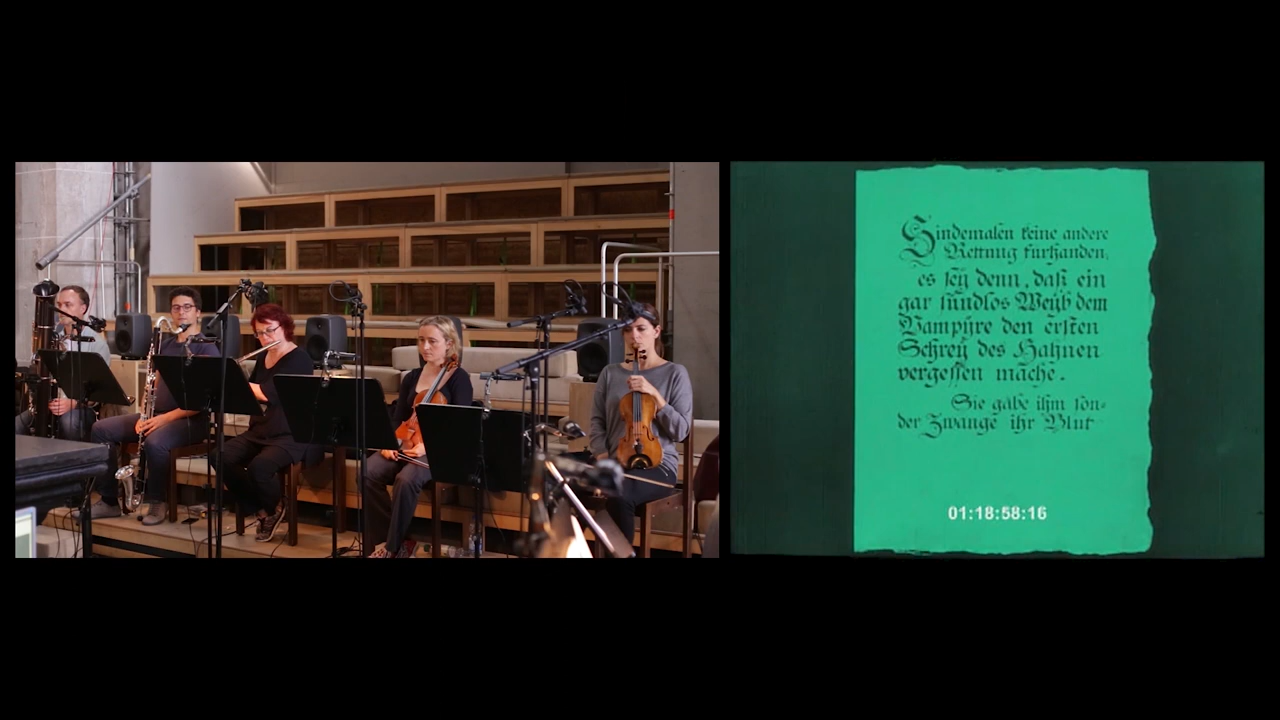 Sindemalen keine andere
Rettung fürhanden,
es sey denn, daß ein
gar sündlos Weyb dem
Vampyre den ersten
Schrey des Hahnen
vergessen mache.
Sie gäbe ihm son-
der Zwange ihr Blut
01:18:58:16